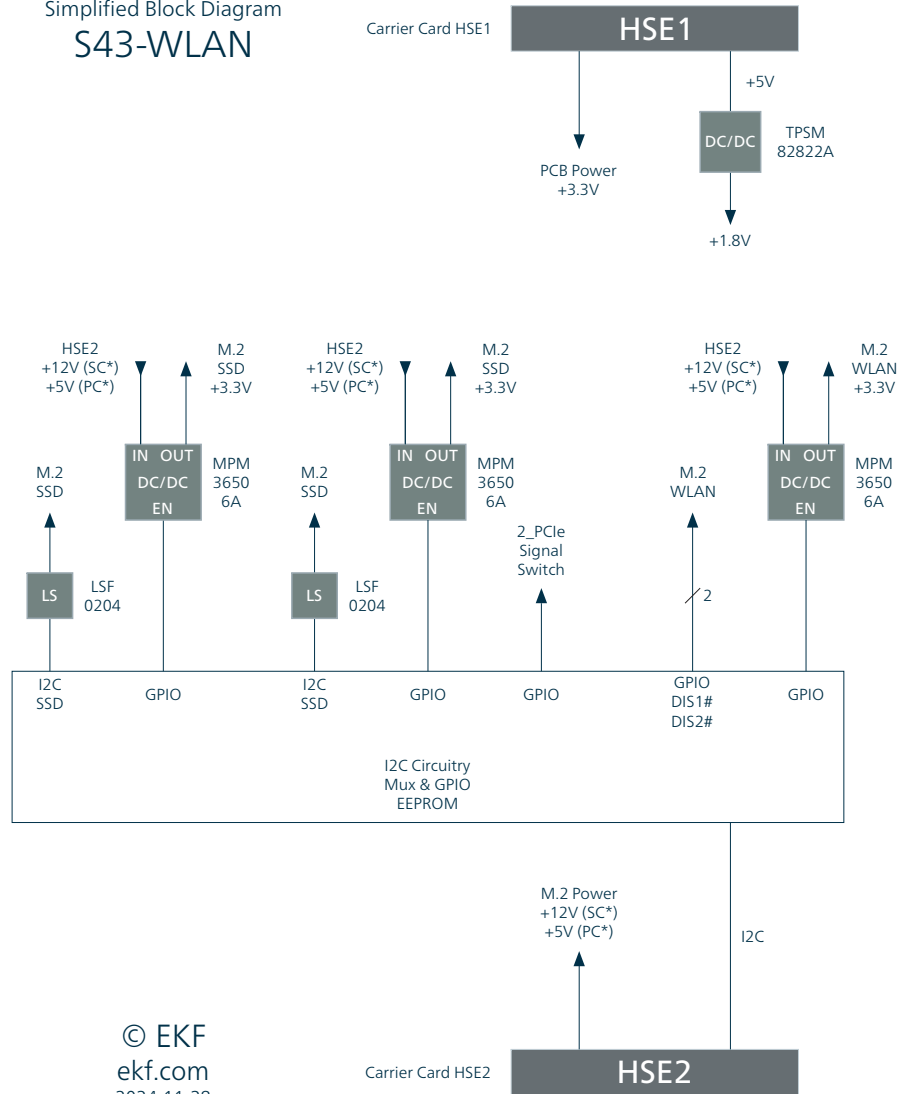 Simplified Block Diagram
S43-WLAN
Carrier Card HSE1
HSE1
+5V
DC/DC
TPSM
82822A
PCB Power
+3.3V
+1.8V
HSE2
+12V (SC*)
+5V (PC*)
M.2
SSD
+3.3V
HSE2
+12V (SC*)
+5V (PC*)
M.2
SSD
+3.3V
HSE2
+12V (SC*)
+5V (PC*)
M.2
WLAN
+3.3V
M.2
SSD
IN OUT
DC/DC
EN
MPM
3650
6A
M.2
SSD
IN OUT
DC/DC
EN
MPM
3650
6A
M.2
WLAN
IN OUT
DC/DC
EN
MPM
3650
6A
2_PCIe
Signal
Switch
LS
LSF
0204
LS
LSF
0204
2
I2C
SSD
GPIO
I2C
SSD
GPIO
GPIO
GPIO
DIS1#
DIS2#
GPIO
I2C Circuitry
Mux & GPIO
EEPROM
M.2 Power
+12V (SC*)
+5V (PC*)
I2C
© EKF
ekf.com
Carrier Card HSE2
HSE2